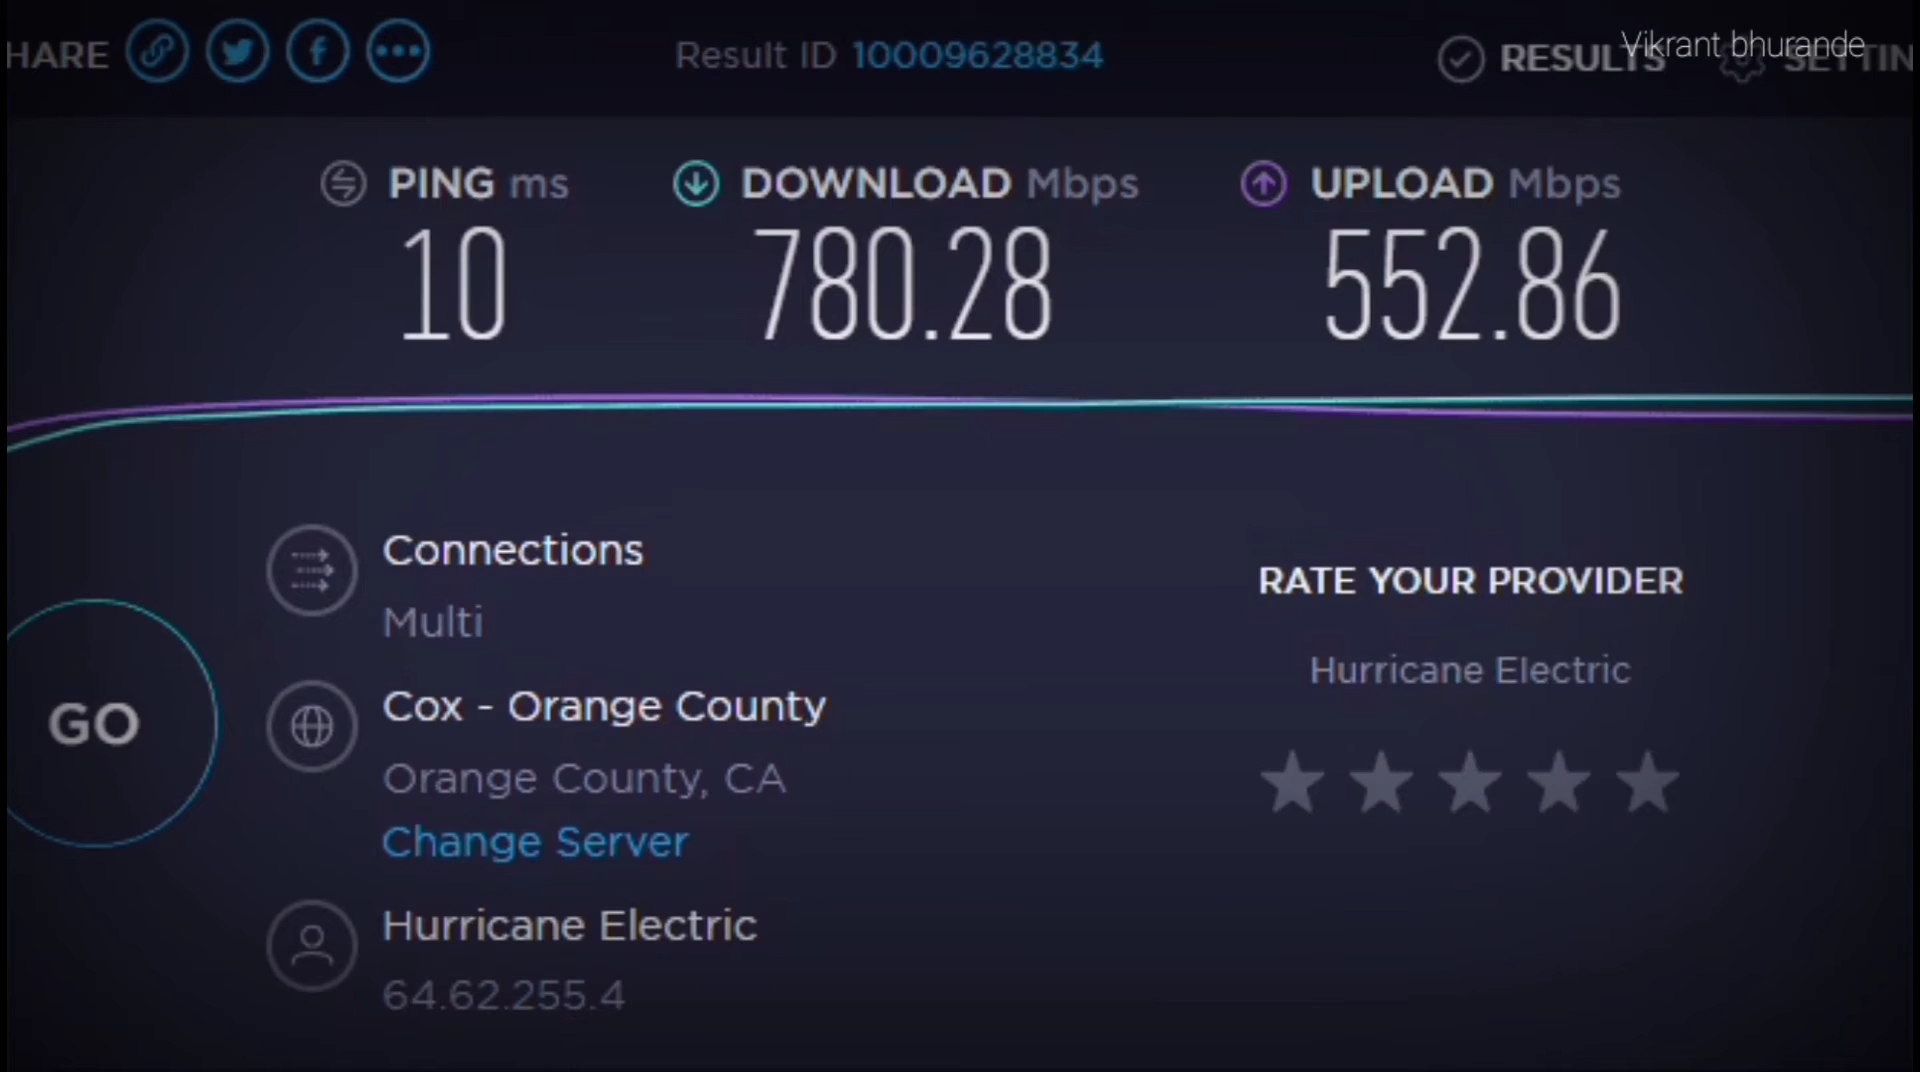 HARE
Result ID 10009628834
RESULTS
SETTIN
Vikrant bhurande
PING ms
10
DOWNLOAD Mbps
780.28
UPLOAD Mbps
552.86
GO
Connections
Multi
Cox - Orange County
Orange County, CA
Change Server
Hurricane Electric
64.62.255.4
RATE YOUR PROVIDER
Hurricane Electric